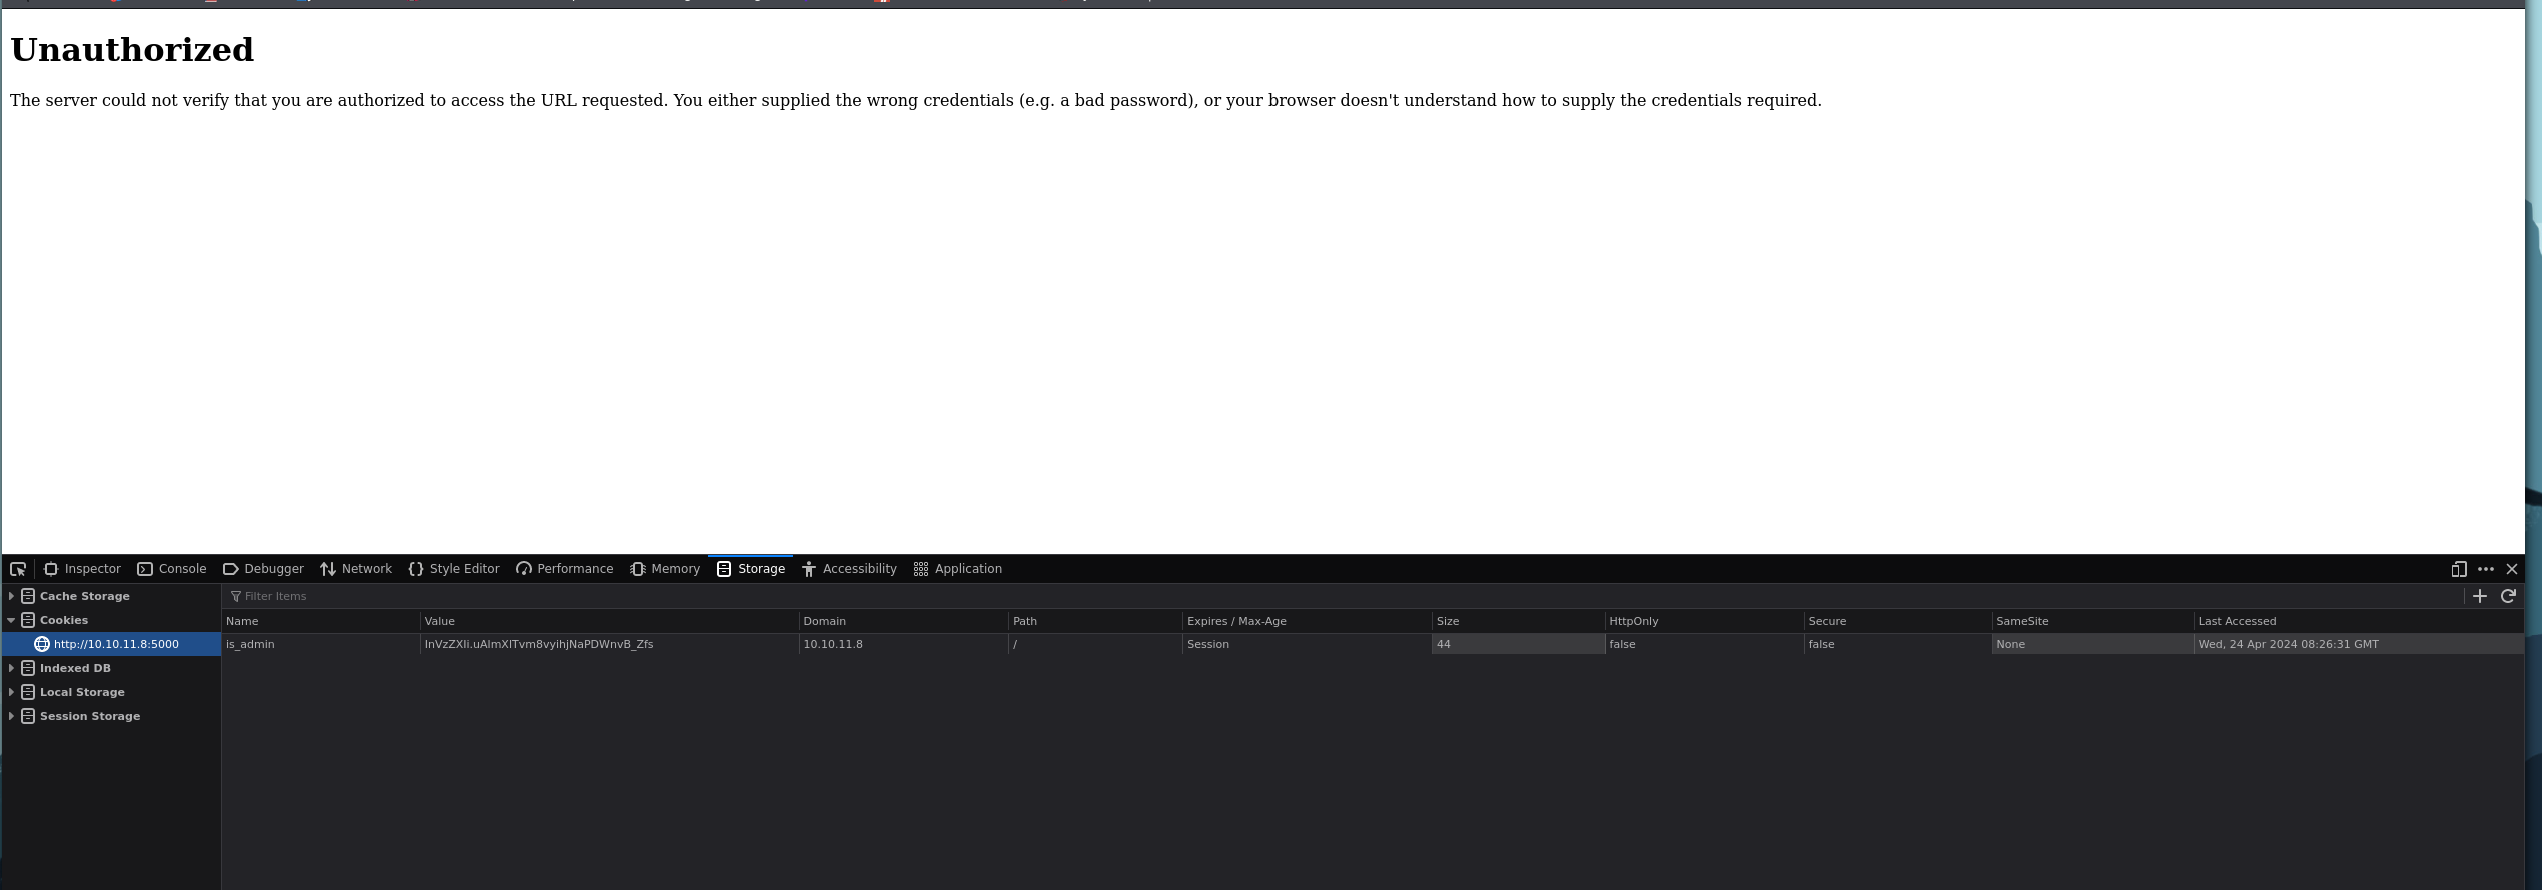 Unauthorized
The server could not verify that you are authorized to access the URL requested. You either supplied the wrong credentials (e.g. a bad password), or your browser doesn't understand how to supply the credentials required.
Inspector Console Debugger Network Style Editor Performance Memory Storage Accessibility Application
Cache Storage
Filter Items
Cookies
Name Value Domain Path Expires / Max-Age Size HttpOnly Secure SameSite Last Accessed
http://10.10.11.8:5000
is_admin InVzZXIi.uAlmXlTvm8vyihjNaPDWnvB_Zfs 10.10.11.8 / Session 44 false false None Wed, 24 Apr 2024 08:26:31 GMT
Indexed DB
Local Storage
Session Storage